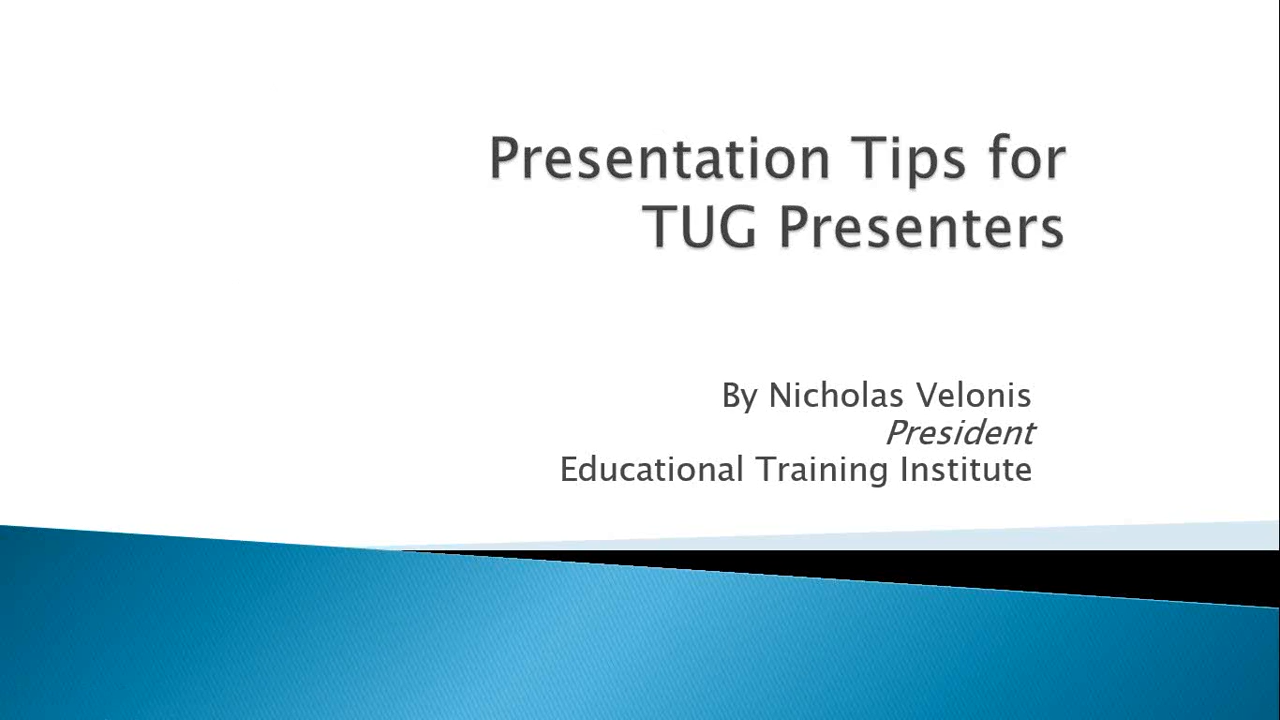 Presentation Tips for
TUG Presenters
By Nicholas Velonis
President
Educational Training Institute